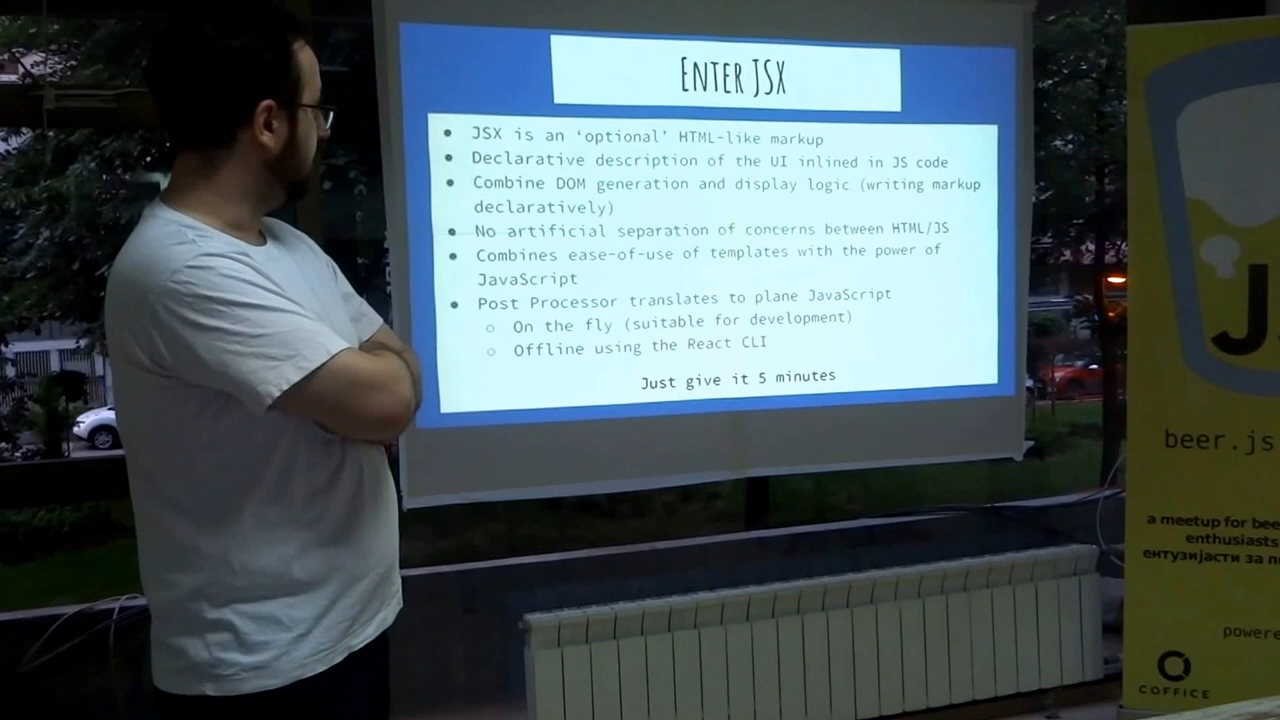 ENTER JSX
JSX is an ‘optional’ HTML-like markup
Declarative description of the UI inlined in JS code
Combine DOM generation and display logic (writing markup
declaratively)
No artificial separation of concerns between HTML/JS
Combines ease-of-use of templates with the power of
JavaScript
Post Processor translates to plane JavaScript
On the fly (suitable for development)
Offline using the React CLI
Just give it 5 minutes
beer.js
a meetup for bee
enthusiasts
ентузијасти за п
powere
COFFICE